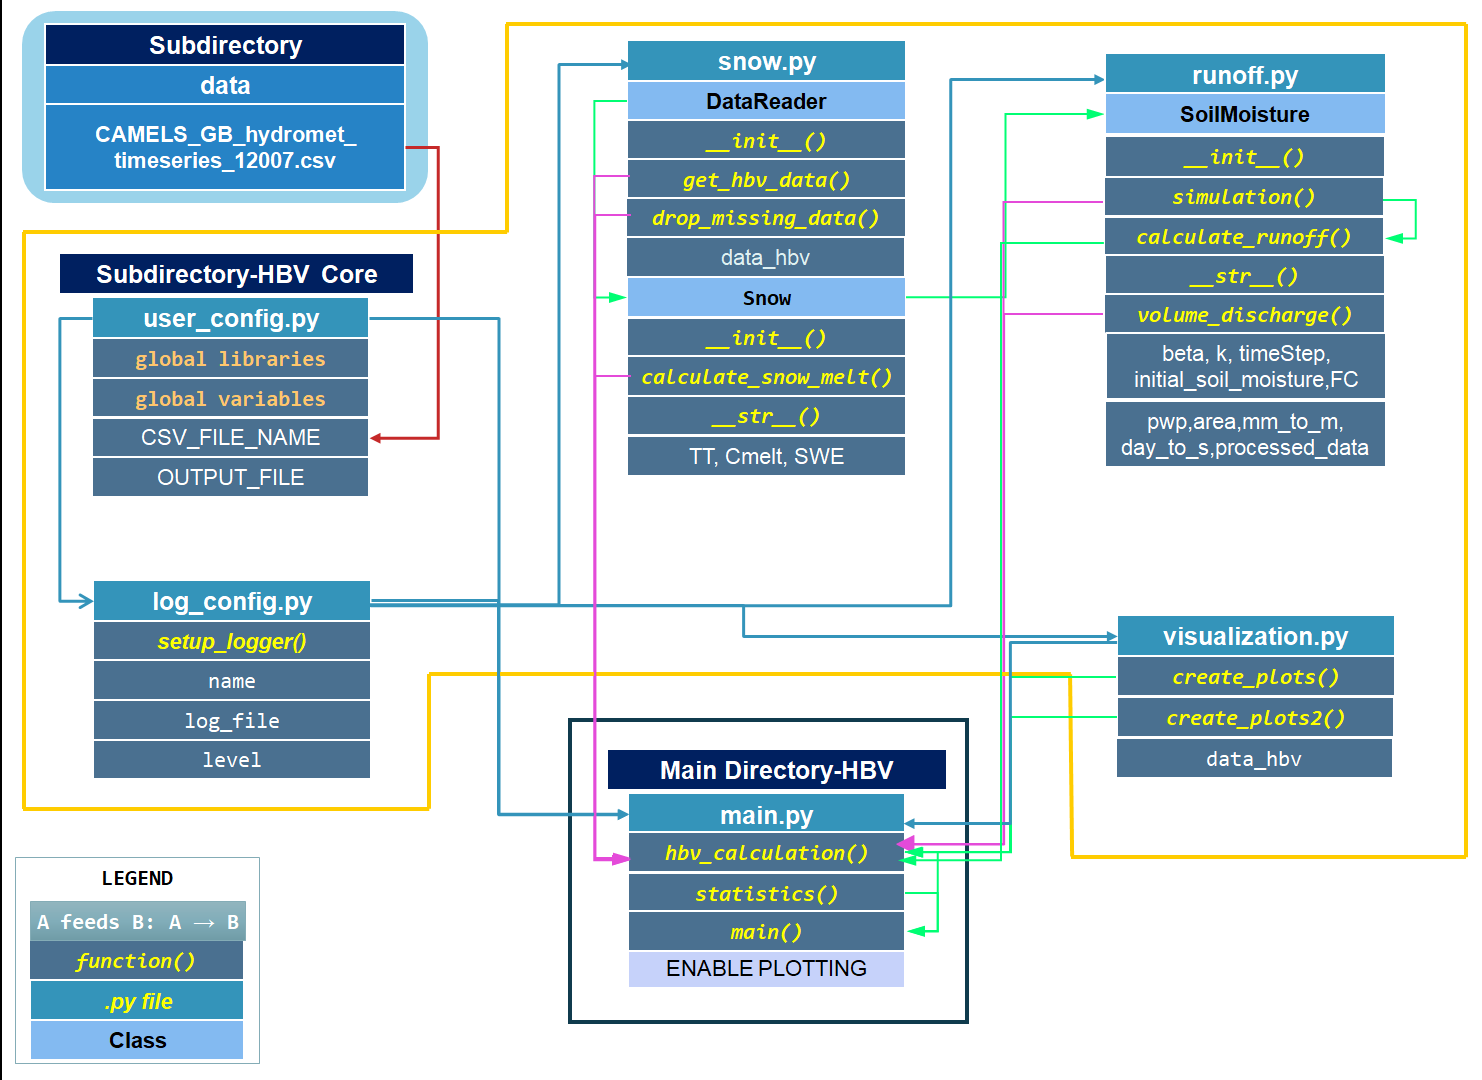 Subdirectory
data
CAMELS_GB_hydromet_
timeseries_12007.csv
Subdirectory-HBV Core
user_config.py
global libraries
global variables
CSV_FILE_NAME
OUTPUT_FILE
log_config.py
setup_logger()
name
log_file
level
snow.py
DataReader
__init__()
get_hbv_data()
drop_missing_data()
data_hbv
Snow
__init__()
calculate_snow_melt()
__str__()
TT, Cmelt, SWE
runoff.py
SoilMoisture
__init__()
simulation()
calculate_runoff()
__str__()
volume_discharge()
beta, k, timeStep,
initial_soil_moisture,FC
pwp,area,mm_to_m,
day_to_s,processed_data
visualization.py
create_plots()
create_plots2()
data_hbv
Main Directory-HBV
main.py
hbv_calculation()
statistics()
main()
ENABLE PLOTTING
LEGEND
A feeds B: A → B
function()
.py file
Class